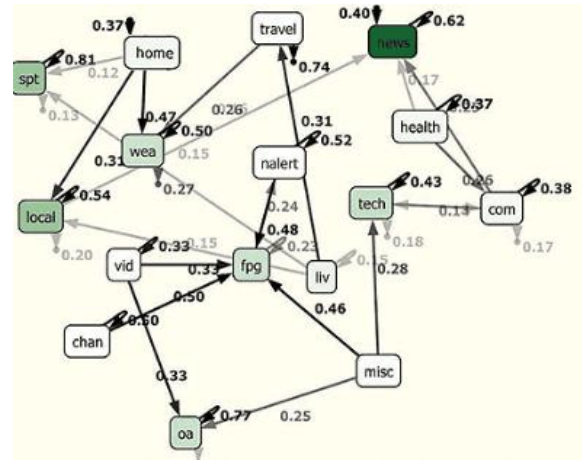 0.40
0.62
travel
0.37
home
news
0.81
0.12
spt
0.74
0.17
0.13
0.47
0.26
0.31
health
0.37
0.50
0.52
wea
0.15
nalert
0.31
0.26
0.27
0.54
0.43
0.38
0.24
local
tech
0.13
com
0.48
0.20
0.15
0.23
0.18
0.17
vid
0.33
0.33
fpg
liv
0.15
0.28
0.50
0.50
0.46
chan
misc
0.33
0.77
0.25
oa